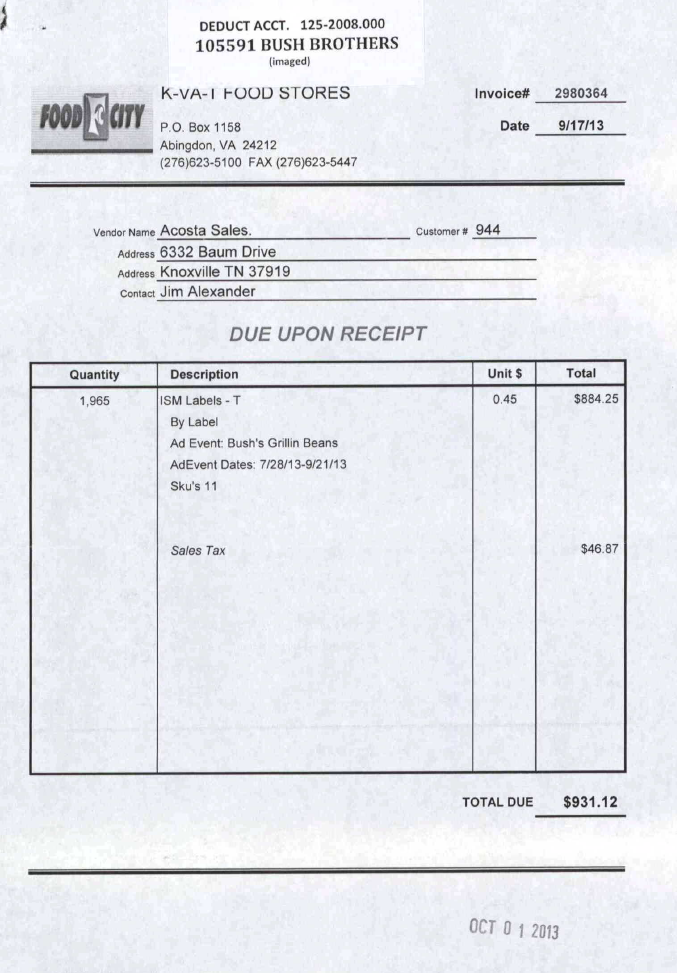 DEDUCT ACCT. 125-2008.000
105591 BUSH BROTHERS
(imaged)
FOOD CITY
K-VA-T FOOD STORES
Invoice# 2980364
P.O. Box 1158
Date 9/17/13
Abingdon, VA 24212
(276)623-5100 FAX (276)623-5447
Vendor Name Acosta Sales. Customer # 944
Address 6332 Baum Drive
Address Knoxville TN 37919
Contact Jim Alexander
DUE UPON RECEIPT
Quantity Description Unit $ Total
1,965 ISM Labels - T 0.45 $884.25
By Label
Ad Event: Bush's Grillin Beans
AdEvent Dates: 7/28/13-9/21/13
Sku's 11
Sales Tax $46.87
TOTAL DUE $931.12
OCT 0 1 2013